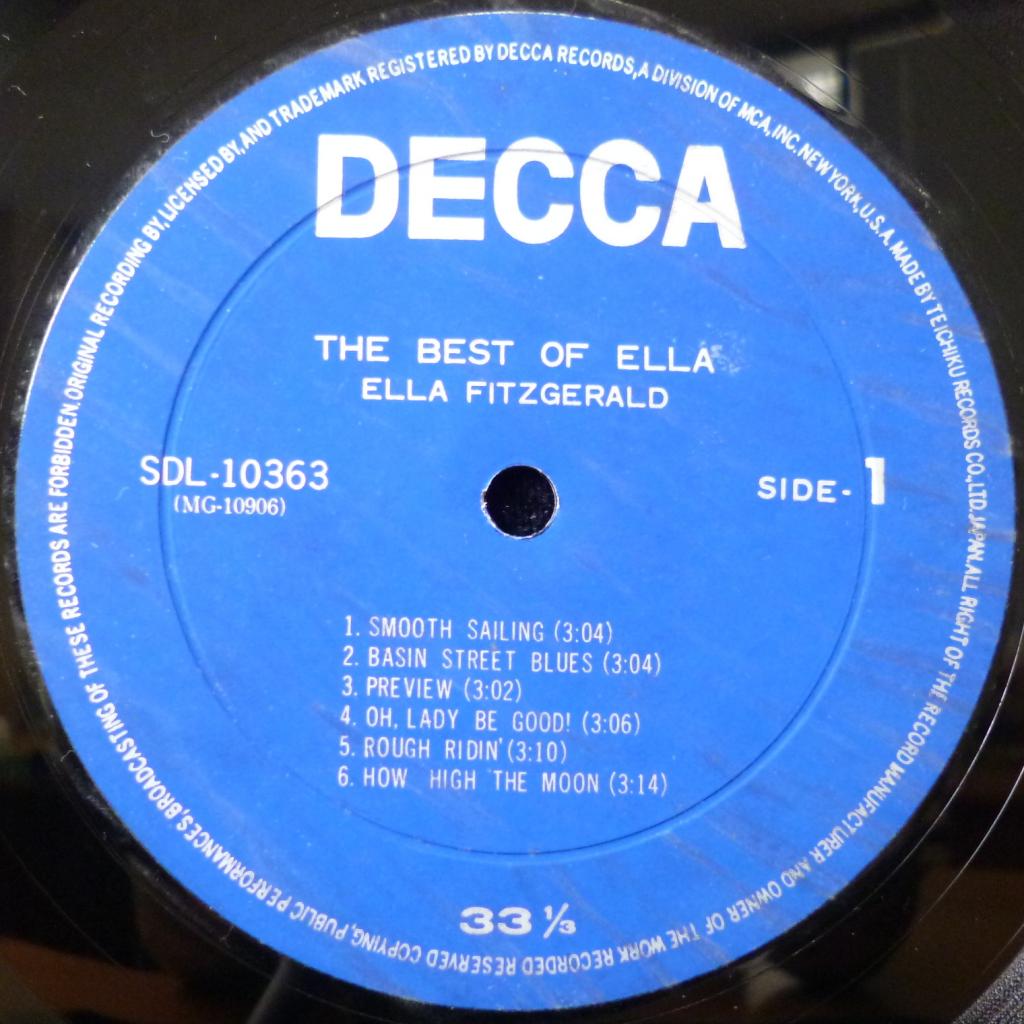 DECCA
THE BEST OF ELLA
ELLA FITZGERALD
SDL-10363
(MG-10906)
SIDE-1
1. SMOOTH SAILING (3:04)
2. BASIN STREET BLUES (3:04)
3. PREVIEW (3:02)
4. OH, LADY BE GOOD! (3:06)
5. ROUGH RIDIN' (3:10)
6. HOW HIGH THE MOON (3:14)
33 ⅓
ORIGINAL RECORDING BY, LICENSED BY, AND TRADEMARK REGISTERED BY DECCA RECORDS, A DIVISION OF MCA, INC. NEW YORK, U.S.A. MADE BY TEICHIKU RECORDS CO., LTD. JAPAN. ALL RIGHT OF THE RECORD MANUFACTURER AND OWNER OF THE WORK RECORDED RESERVED COPYING, PUBLIC PERFORMANCES, BROADCASTING OF THESE RECORDS ARE FORBIDDEN.